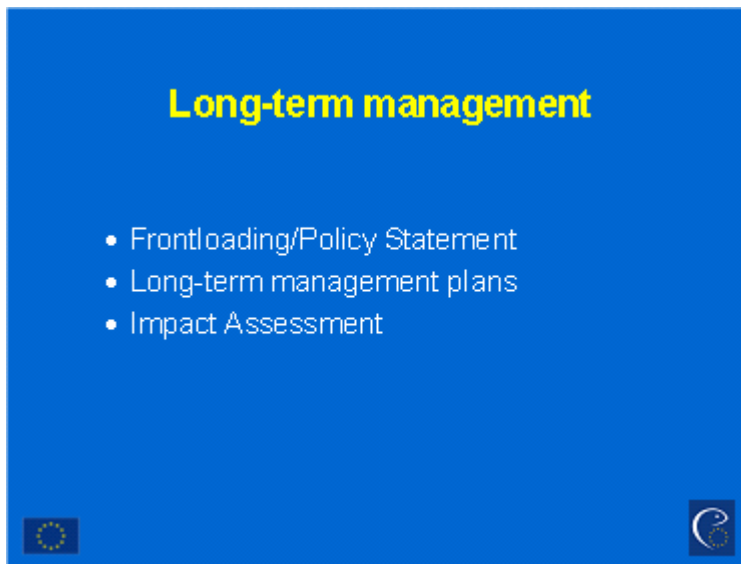 Long-term management
• Frontloading/Policy Statement
• Long-term management plans
• Impact Assessment